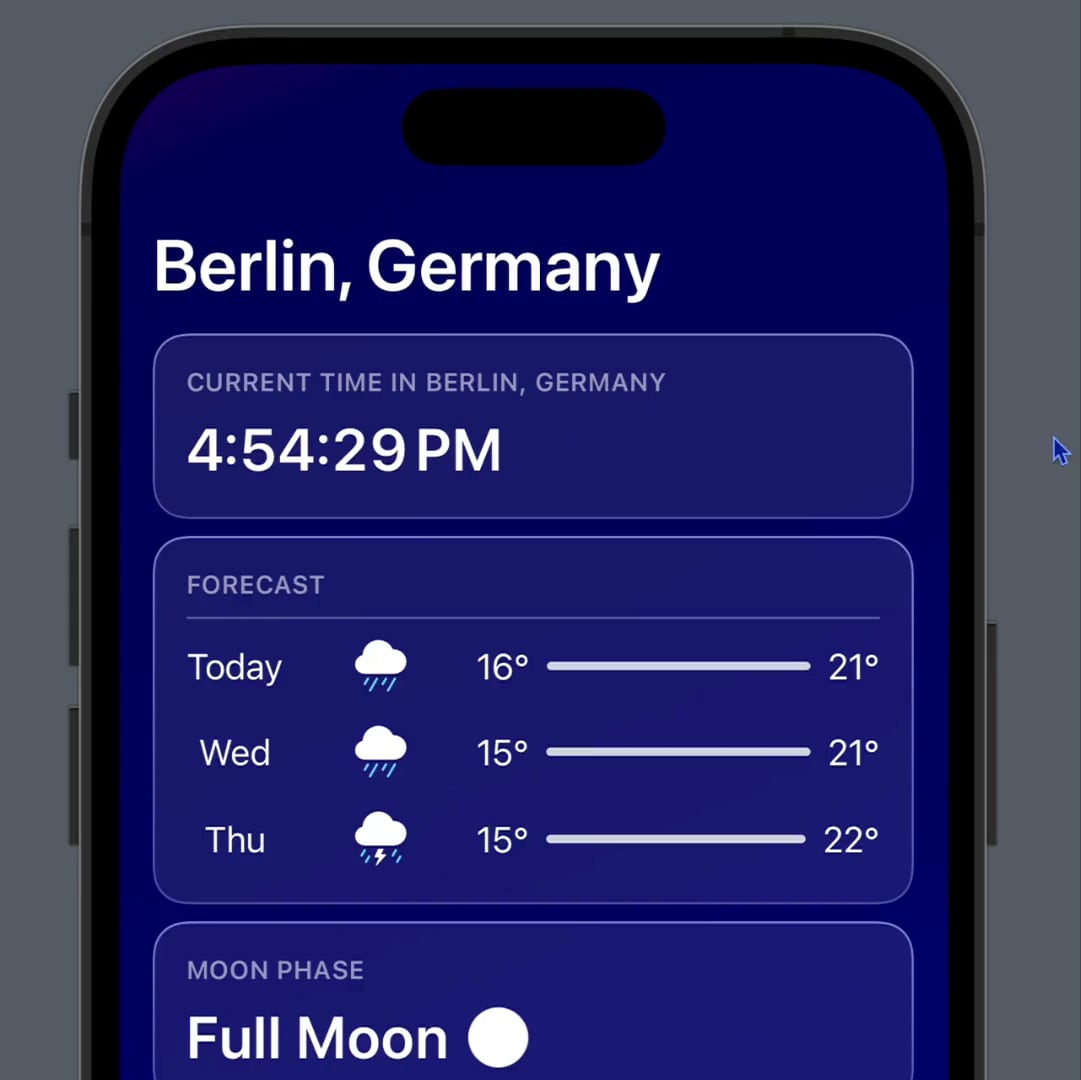 Berlin, Germany
CURRENT TIME IN BERLIN, GERMANY
4:54:29 PM
FORECAST
Today 16° 21°
Wed 15° 21°
Thu 15° 22°
MOON PHASE
Full Moon